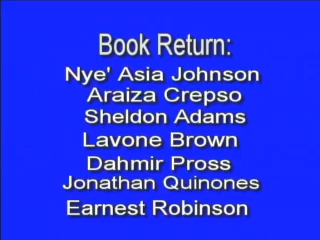 Book Return:
Nye' Asia Johnson
Araiza Crepso
Sheldon Adams
Lavone Brown
Dahmir Pross
Jonathan Quinones
Earnest Robinson